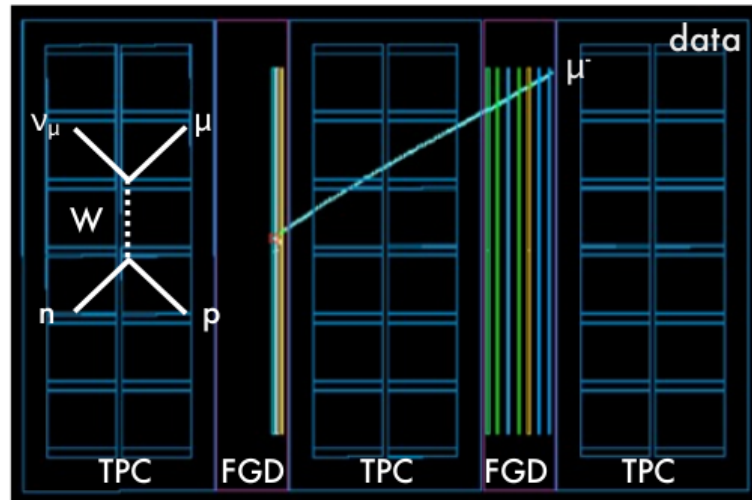 data
μ⁻
νμ μ
W
n p
TPC FGD TPC FGD TPC